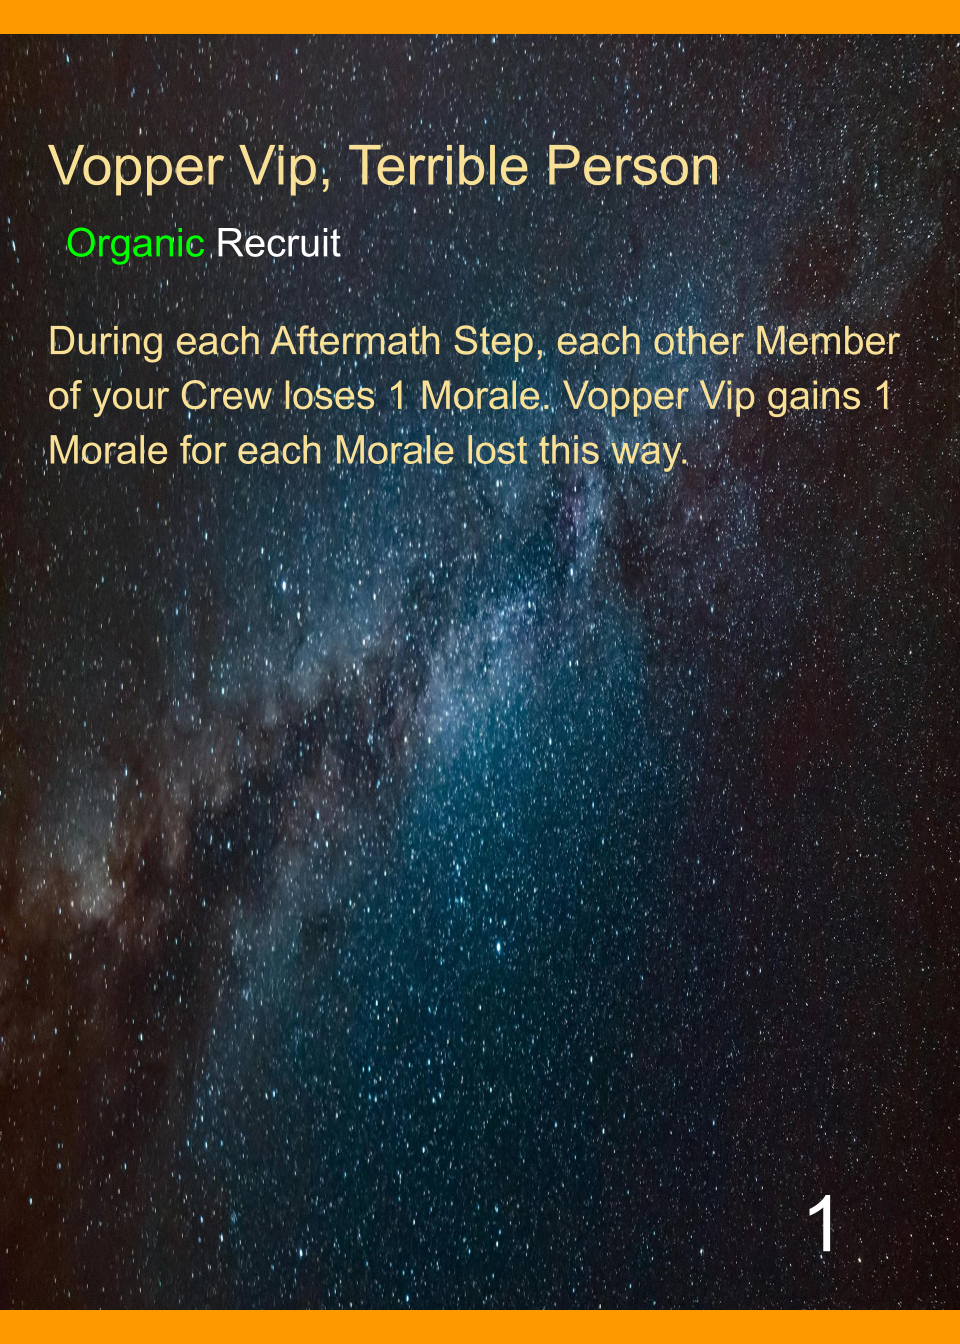 Vopper Vip, Terrible Person
Organic Recruit
During each Aftermath Step, each other Member
of your Crew loses 1 Morale. Vopper Vip gains 1
Morale for each Morale lost this way.
1